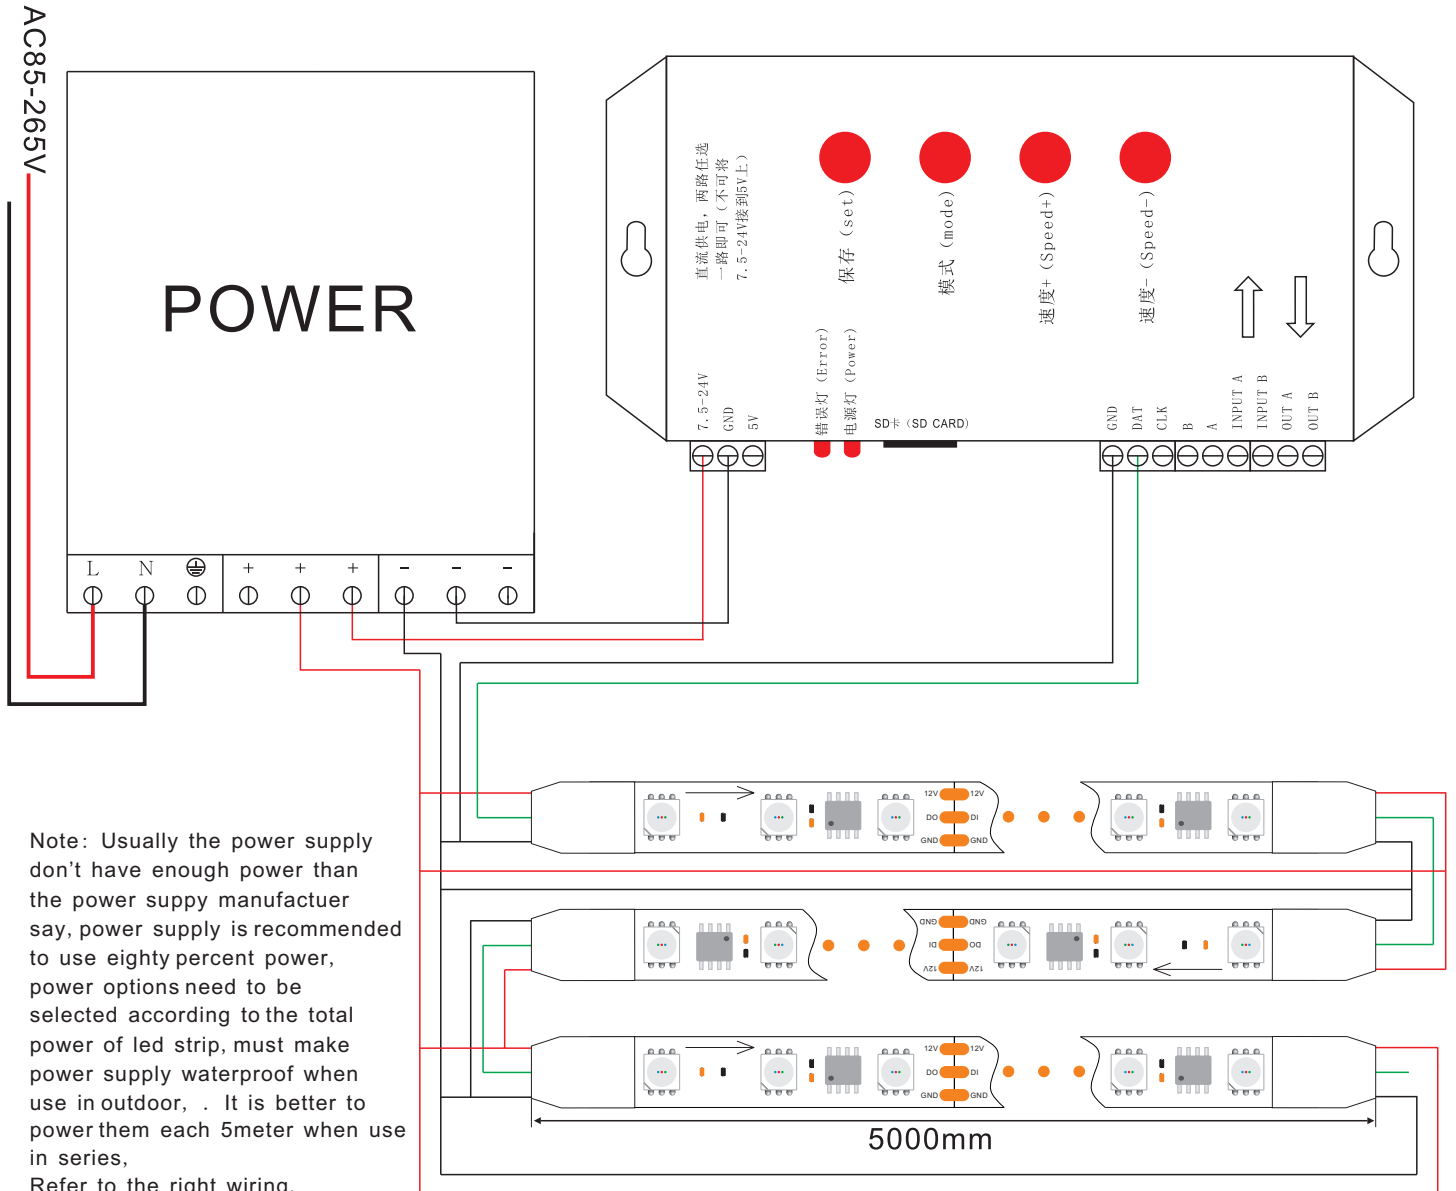 AC85-265V
POWER
L
N
+
+
+
-
-
-
直流供电，两路任选
一路即可（不可将
7.5-24V接到5V上）
保存（set）
模式（mode）
速度+（Speed+）
速度-（Speed-）
7.5-24V
GND
5V
错误灯（Error）
电源灯（Power）
SD卡（SD CARD）
GND
DAT
CLK
B
A
INPUT A
INPUT B
OUT A
OUT B
12V 12V
DO DI
GND GND
GND GND
DI DO
12V 12V
12V 12V
DO DI
GND GND
5000mm
Note: Usually the power supply
don't have enough power than
the power suppy manufactuer
say, power supply is recommended
to use eighty percent power,
power options need to be
selected according to the total
power of led strip, must make
power supply waterproof when
use in outdoor, . It is better to
power them each 5meter when use
in series,
Refer to the right wiring.